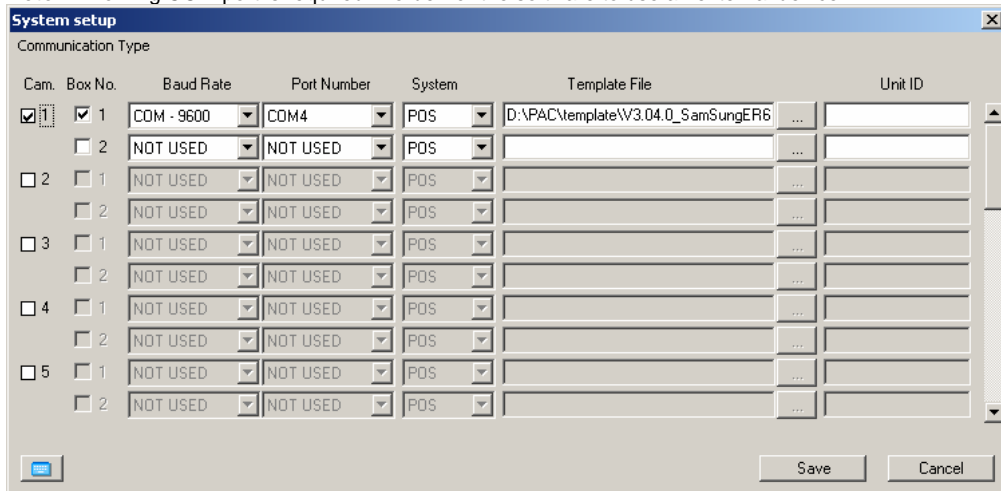 System setup
Communication Type
Cam. Box No. Baud Rate Port Number System Template File Unit ID
1 1 COM - 9600 COM4 POS D:\PAC\template\V3.04.0_SamSungER6 ...
2 NOT USED NOT USED POS ...
2 1 NOT USED NOT USED POS ...
2 NOT USED NOT USED POS ...
3 1 NOT USED NOT USED POS ...
2 NOT USED NOT USED POS ...
4 1 NOT USED NOT USED POS ...
2 NOT USED NOT USED POS ...
5 1 NOT USED NOT USED POS ...
2 NOT USED NOT USED POS ...
Save Cancel